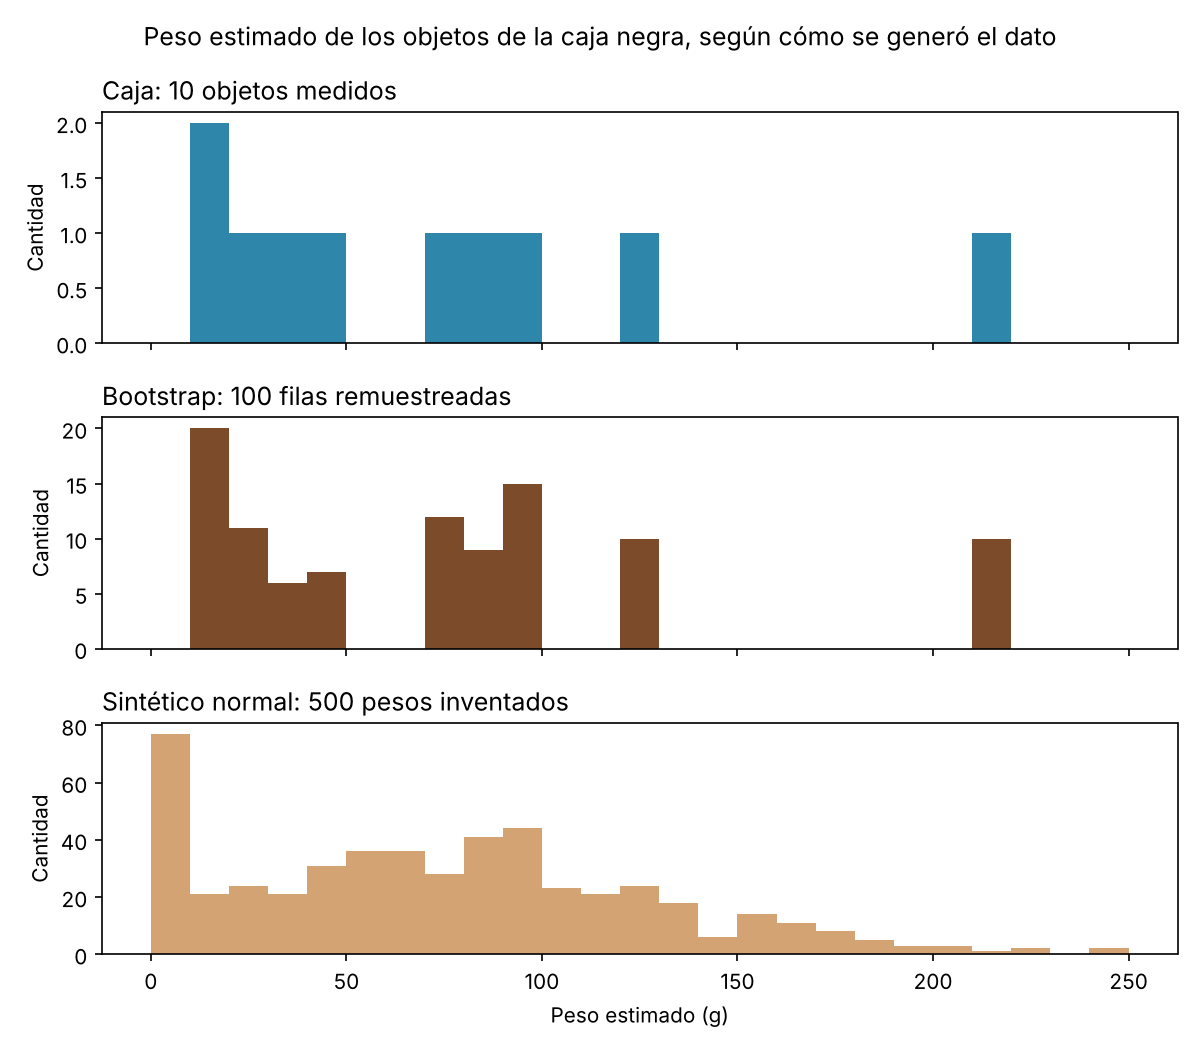 Peso estimado de los objetos de la caja negra, según cómo se generó el dato
Caja: 10 objetos medidos
Cantidad
2.0
1.5
1.0
0.5
0.0
Bootstrap: 100 filas remuestreadas
Cantidad
20
15
10
5
0
Sintético normal: 500 pesos inventados
Cantidad
80
60
40
20
0
0 50 100 150 200 250
Peso estimado (g)